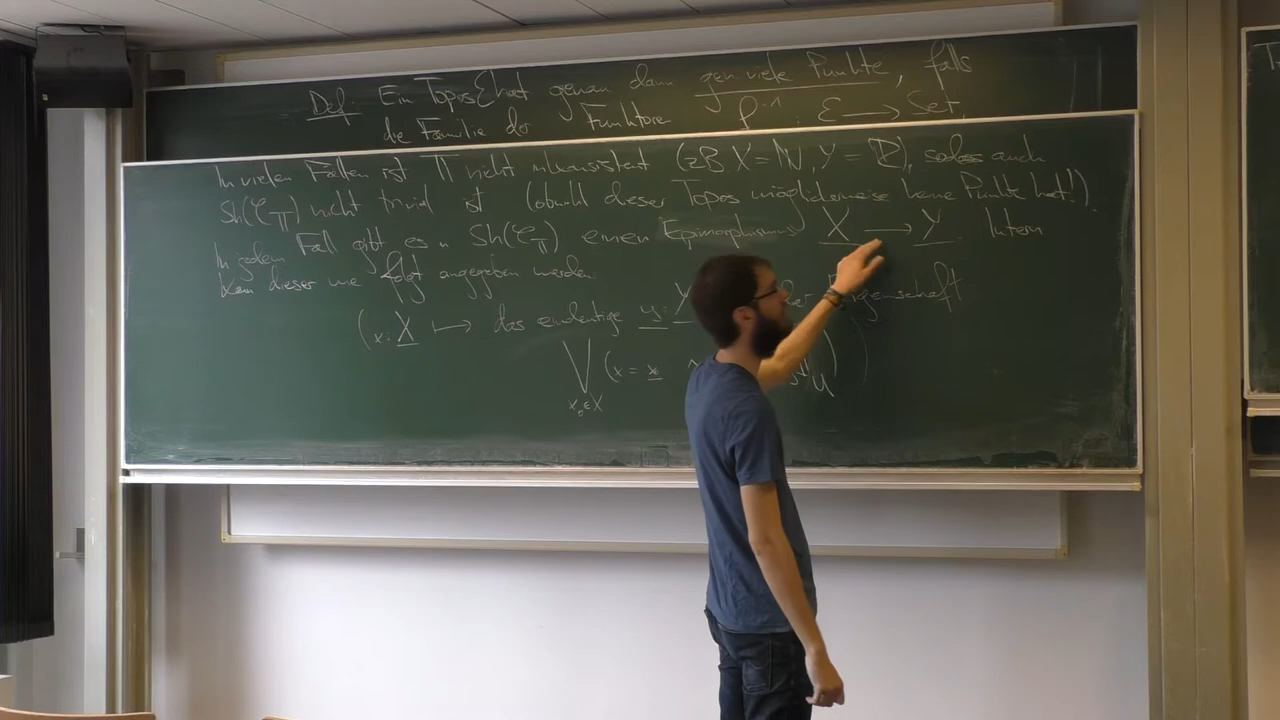 Def: Ein Topos E hat genau dann gen. viele Punkte, falls
die Familie der Funktoren f⁻¹ : E → Set
In vielen Fällen ist 𝕋 nicht inkonsistent (zB X = ℕ, Y = ℝ), sodass auch
Sh(𝒞_𝕋) nicht trivial ist (obwohl dieser Topos möglicherweise keine Punkte hat!).
In jedem Fall gibt es in Sh(𝒞_𝕋) einen Epimorphismus X → Y. Intern
kann dieser wie folgt angegeben werden:
(x : X ↦ das eindeutige y : Y der Eigenschaft
⋁ (x = x
x₀ ∈ X